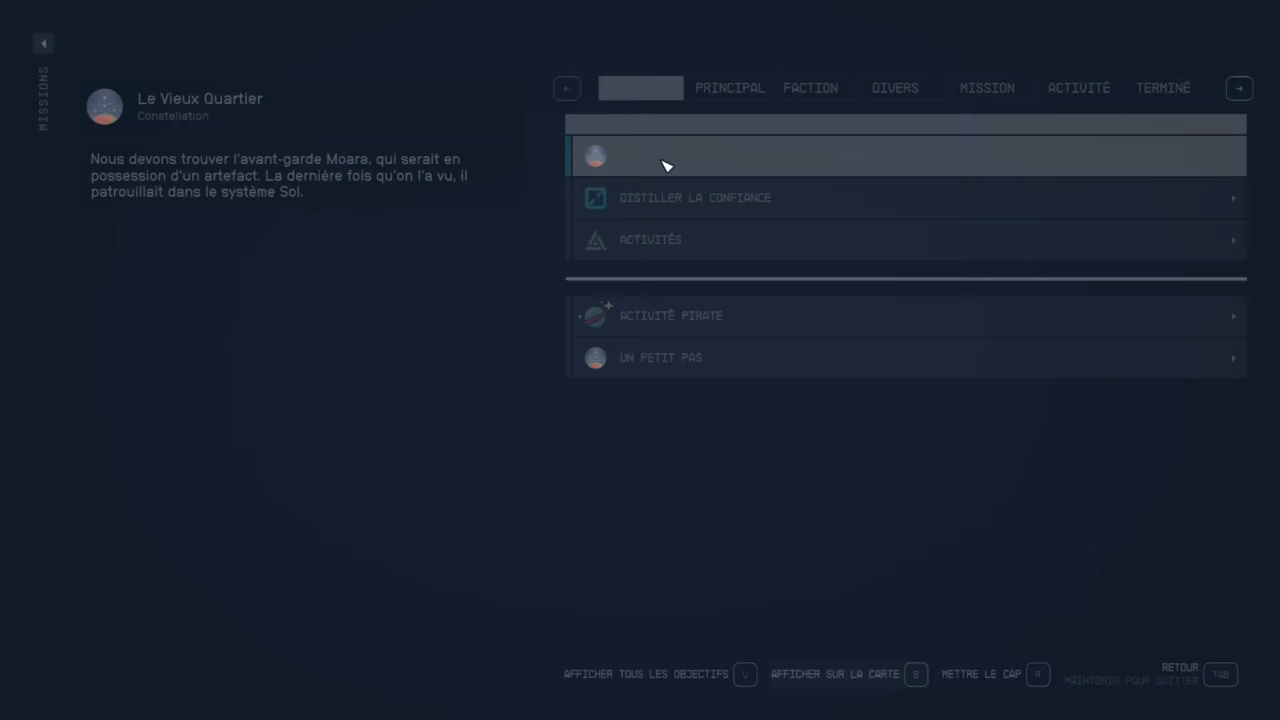 MISSIONS
Le Vieux Quartier
Constellation
Nous devons trouver l'avant-garde Moara, qui serait en
possession d'un artefact. La dernière fois qu'on l'a vu, il
patrouillait dans le système Sol.
PRINCIPAL FACTION DIVERS MISSION ACTIVITÉ TERMINÉ
DISTILLER LA CONFIANCE
ACTIVITÉS
ACTIVITÉ PIRATE
UN PETIT PAS
AFFICHER TOUS LES OBJECTIFS V AFFICHER SUR LA CARTE B METTRE LE CAP R RETOUR TAB
MAINTENIR POUR QUITTER